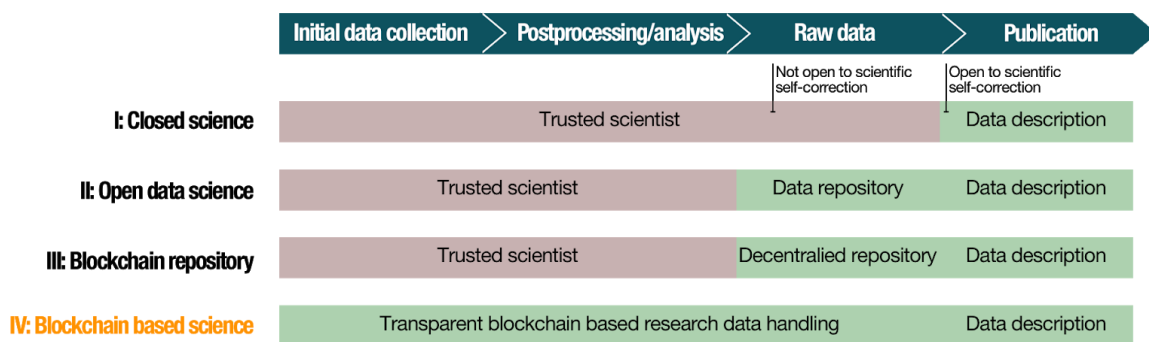 Initial data collection Postprocessing/analysis Raw data Publication
Not open to scientific
self-correction
Open to scientific
self-correction
I: Closed science Trusted scientist Data description
II: Open data science Trusted scientist Data repository Data description
III: Blockchain repository Trusted scientist Decentralied repository Data description
IV: Blockchain based science Transparent blockchain based research data handling Data description